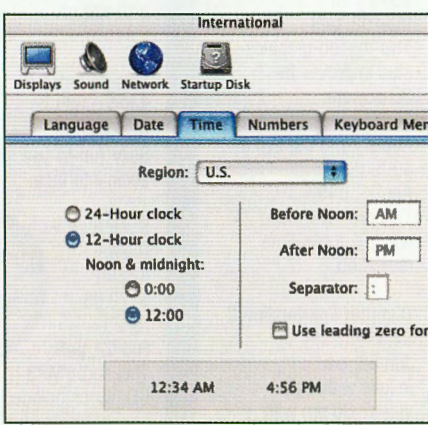 International
Displays Sound Network Startup Disk
Language Date Time Numbers Keyboard Men
Region: U.S.
24-Hour clock
12-Hour clock
Noon & midnight:
0:00
12:00
Before Noon: AM
After Noon: PM
Separator: :
Use leading zero for
12:34 AM 4:56 PM